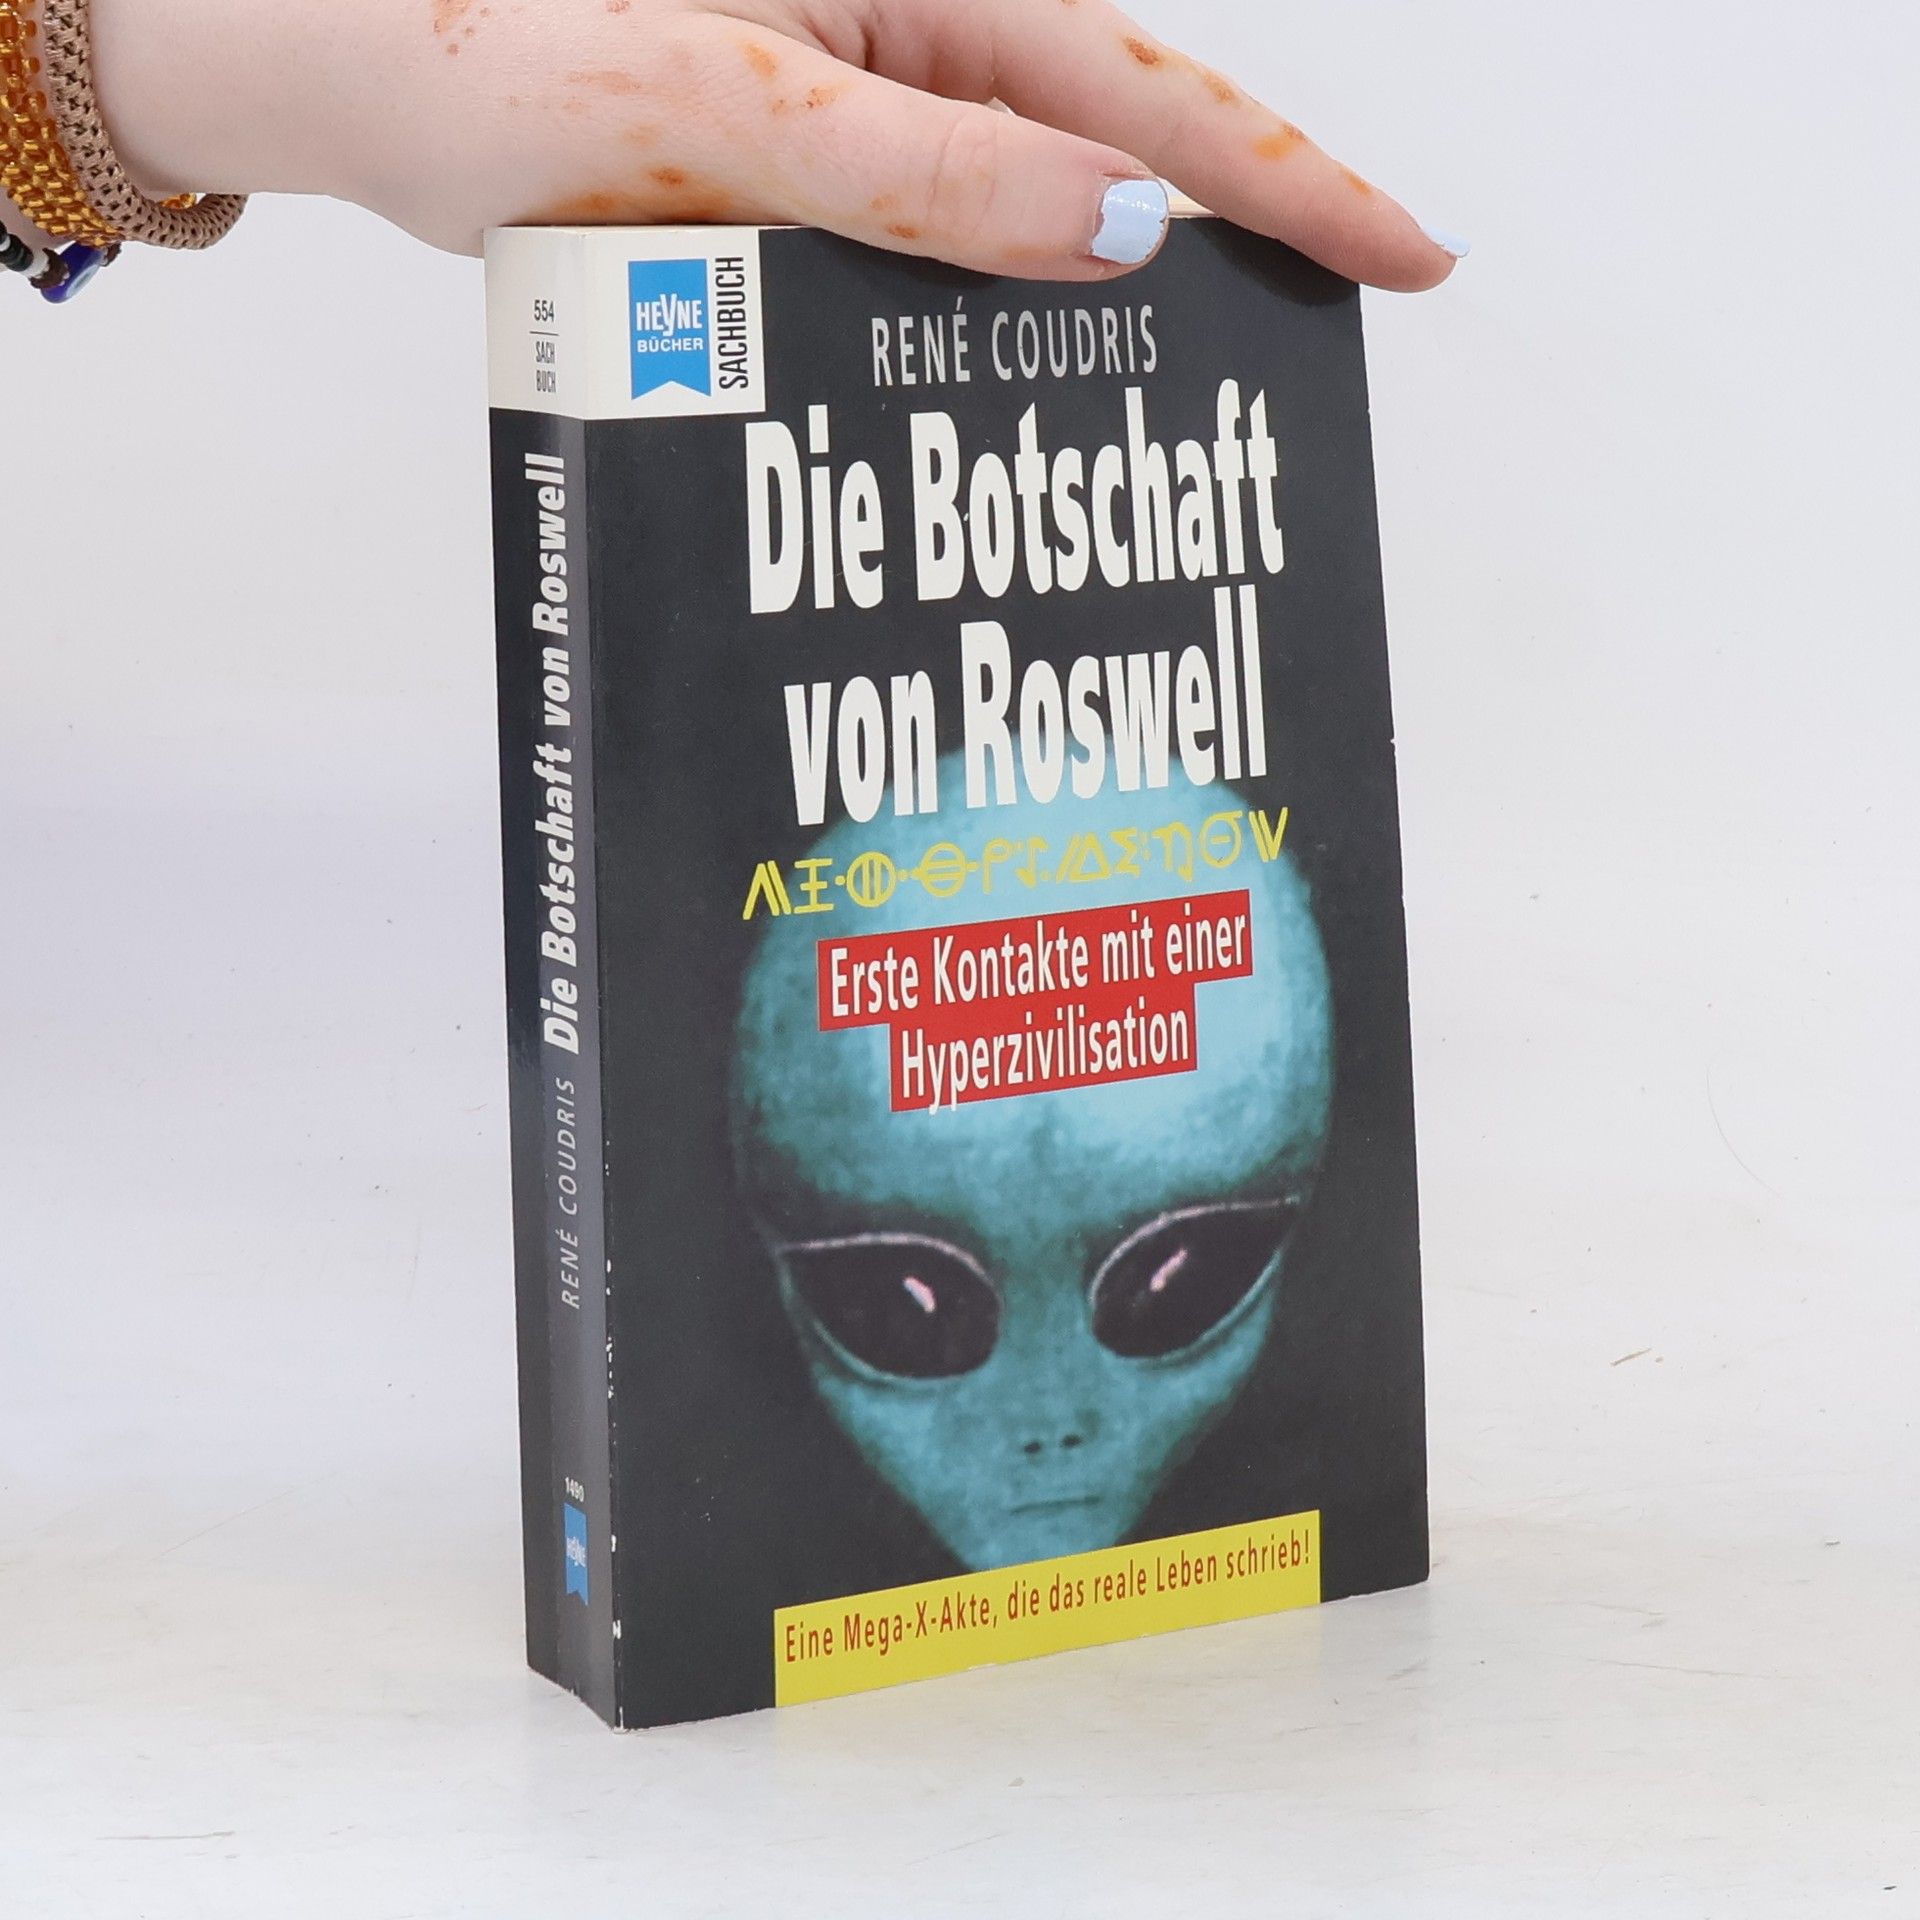 554
SACH
BUCH
Die Botschaft von Roswell
RENÉ COUDRIS
1490
HEYNE
HEYNE
BÜCHER
SACHBUCH
RENÉ COUDRIS
Die Botschaft
von Roswell
Erste Kontakte mit einer
Hyperzivilisation
Eine Mega-X-Akte, die das reale Leben schrieb!